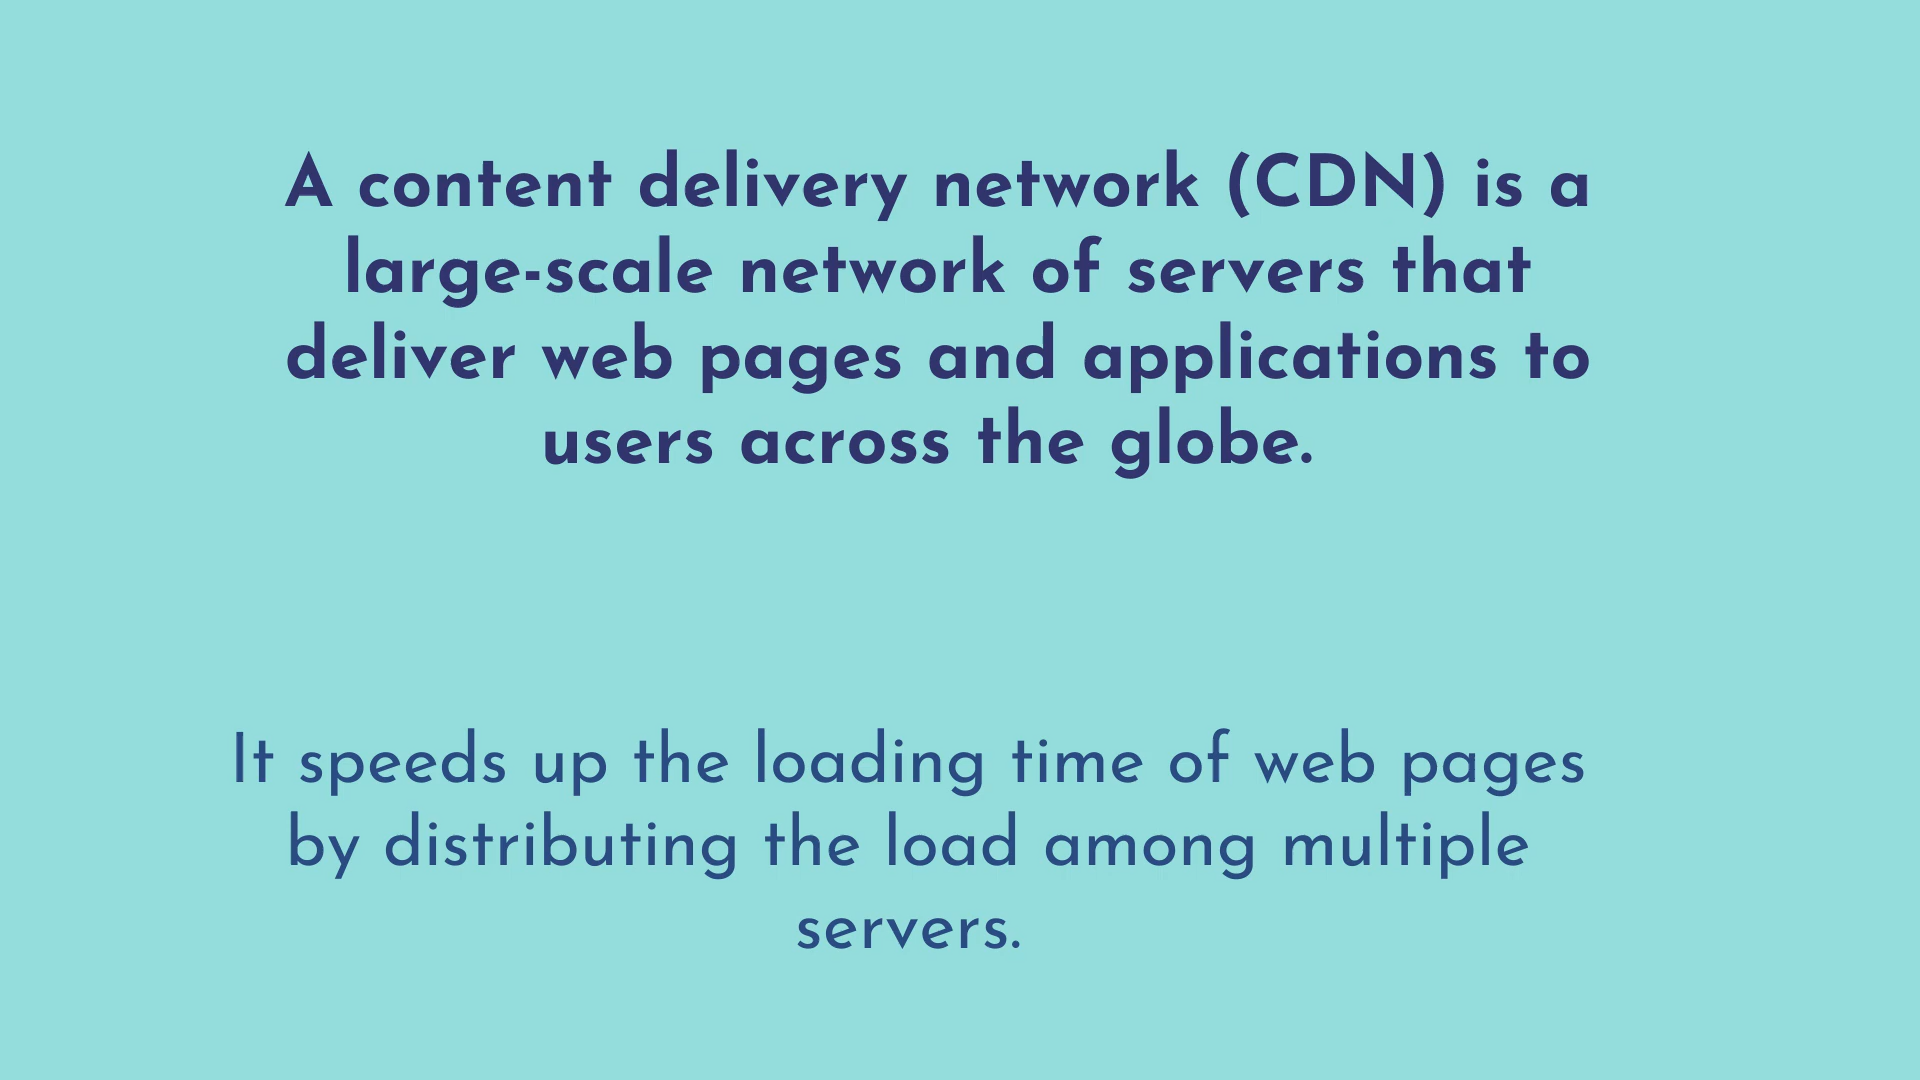 A content delivery network (CDN) is a
large-scale network of servers that
deliver web pages and applications to
users across the globe.
It speeds up the loading time of web pages
by distributing the load among multiple
servers.